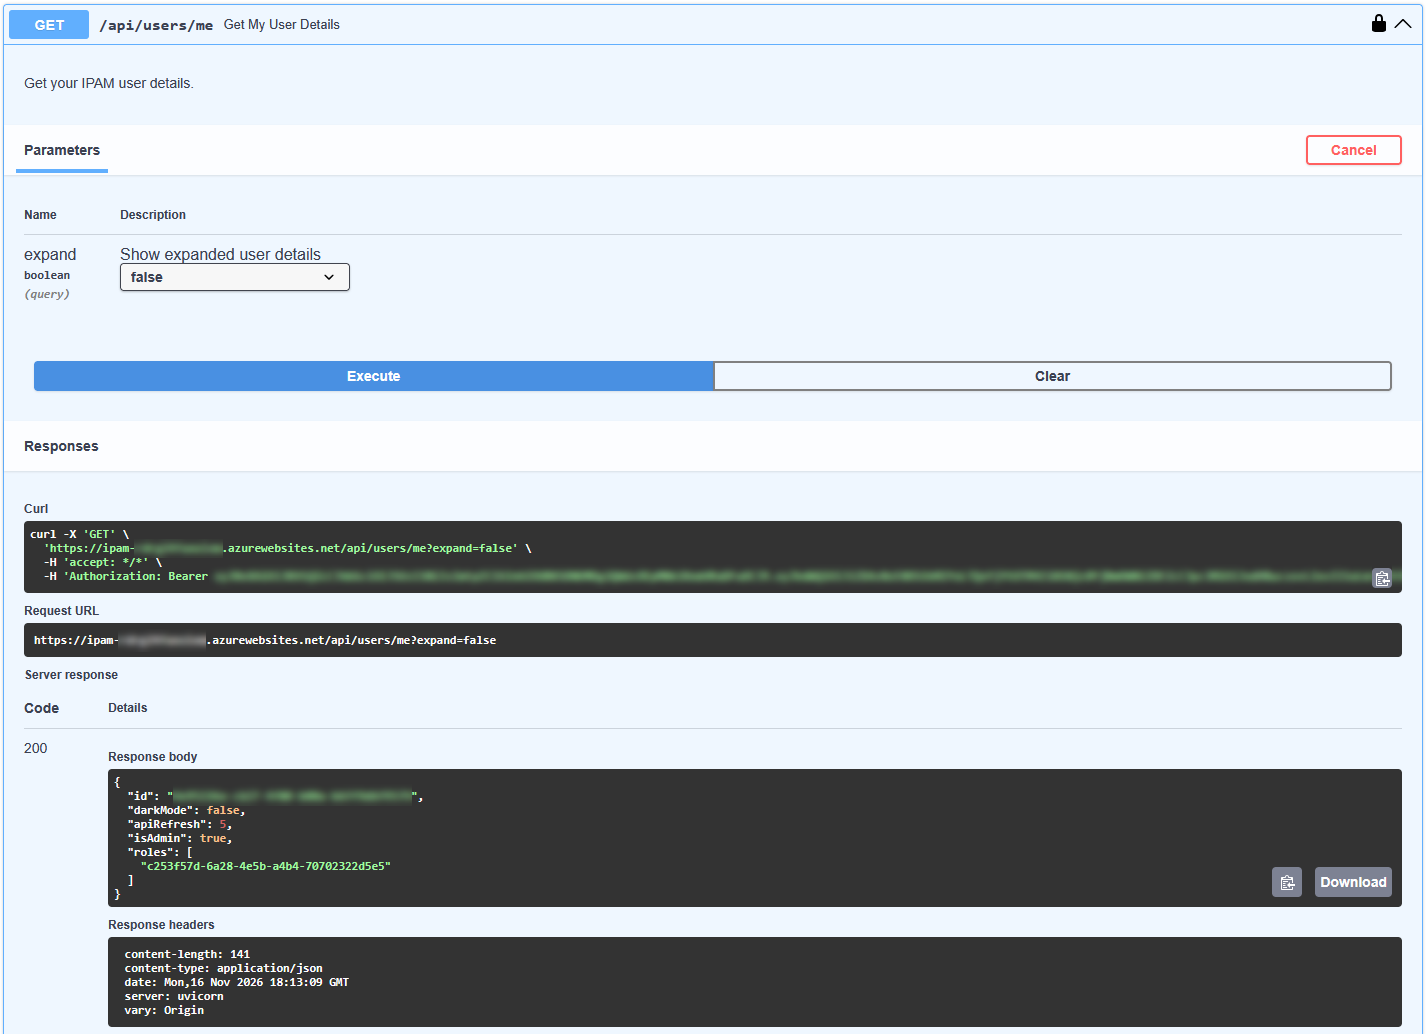 GET /api/users/me Get My User Details
Get your IPAM user details.
Parameters
Cancel
Name Description
expand Show expanded user details
boolean false
(query)
Execute Clear
Responses
Curl
curl -X 'GET' \
'https://ipam- .azurewebsites.net/api/users/me?expand=false' \
-H 'accept: */*' \
-H 'Authorization: Bearer
Request URL
https://ipam- .azurewebsites.net/api/users/me?expand=false
Server response
Code Details
200
Response body
{
"id": " ",
"darkMode": false,
"apiRefresh": 5,
"isAdmin": true,
"roles": [
"c253f57d-6a28-4e5b-a4b4-70702322d5e5"
]
}
Download
Response headers
content-length: 141
content-type: application/json
date: Mon,16 Nov 2026 18:13:09 GMT
server: uvicorn
vary: Origin